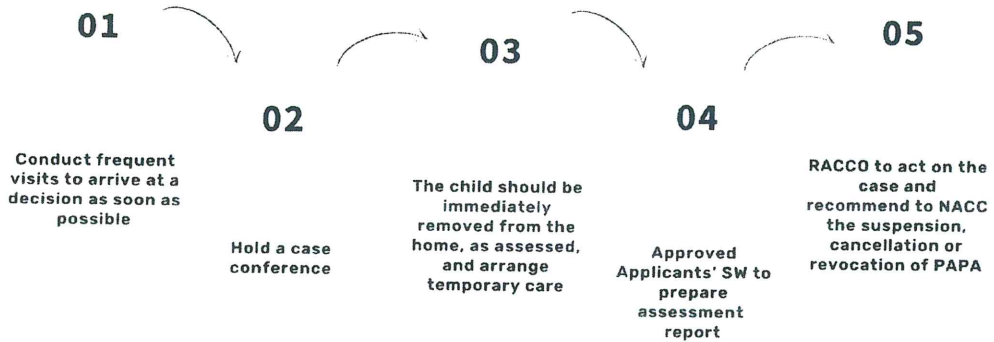 01
Conduct frequent
visits to arrive at a
decision as soon as
possible
02
Hold a case
conference
03
The child should be
immediately
removed from the
home, as assessed,
and arrange
temporary care
04
Approved
Applicants' SW to
prepare
assessment
report
05
RACCO to act on the
case and
recommend to NACC
the suspension,
cancellation or
revocation of PAPA